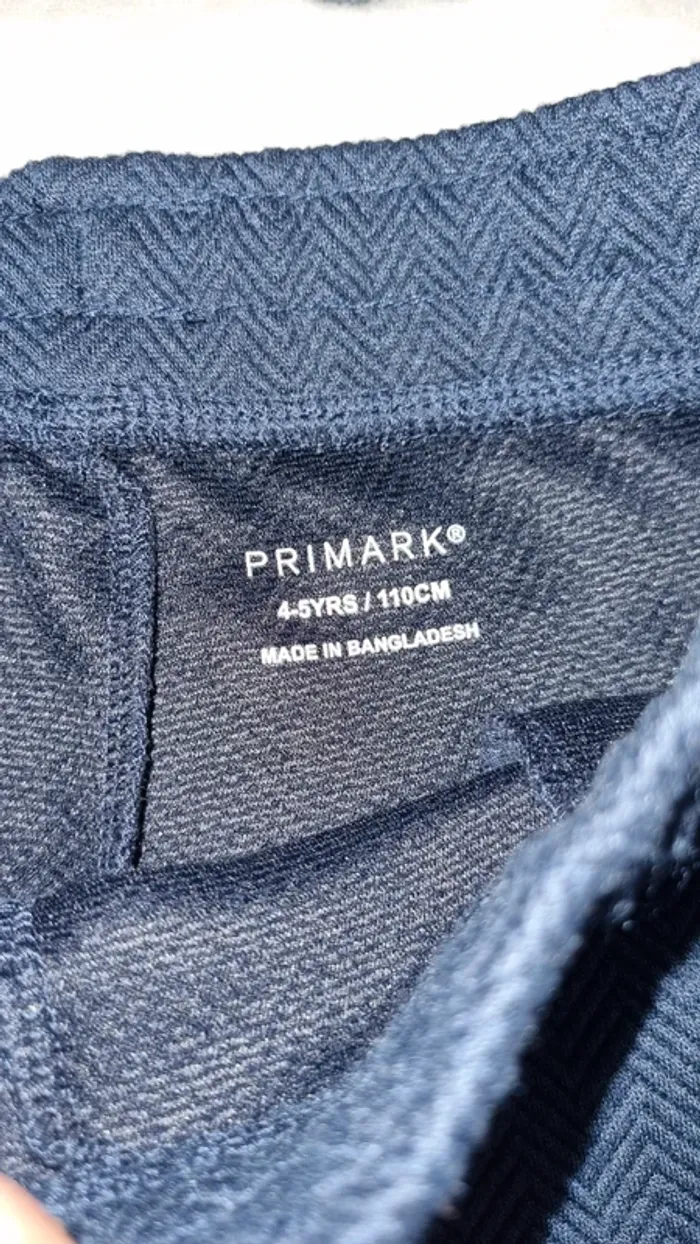 PRIMARK®
4-5YRS / 110CM
MADE IN BANGLADESH